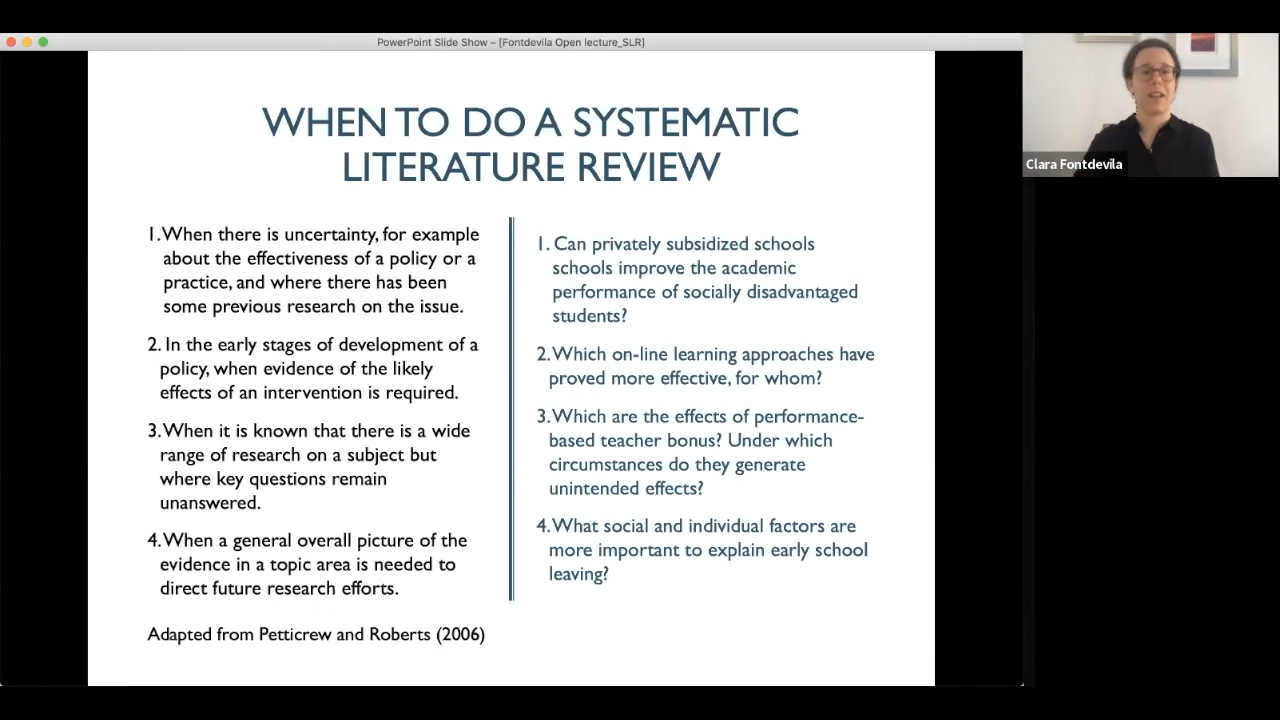 PowerPoint Slide Show – [Fontdevila Open lecture_SLR]
WHEN TO DO A SYSTEMATIC
LITERATURE REVIEW
1. When there is uncertainty, for example
about the effectiveness of a policy or a
practice, and where there has been
some previous research on the issue.
2. In the early stages of development of a
policy, when evidence of the likely
effects of an intervention is required.
3. When it is known that there is a wide
range of research on a subject but
where key questions remain
unanswered.
4. When a general overall picture of the
evidence in a topic area is needed to
direct future research efforts.
Adapted from Petticrew and Roberts (2006)
1. Can privately subsidized schools
schools improve the academic
performance of socially disadvantaged
students?
2. Which on-line learning approaches have
proved more effective, for whom?
3. Which are the effects of performance-
based teacher bonus? Under which
circumstances do they generate
unintended effects?
4. What social and individual factors are
more important to explain early school
leaving?
Clara Fontdevila